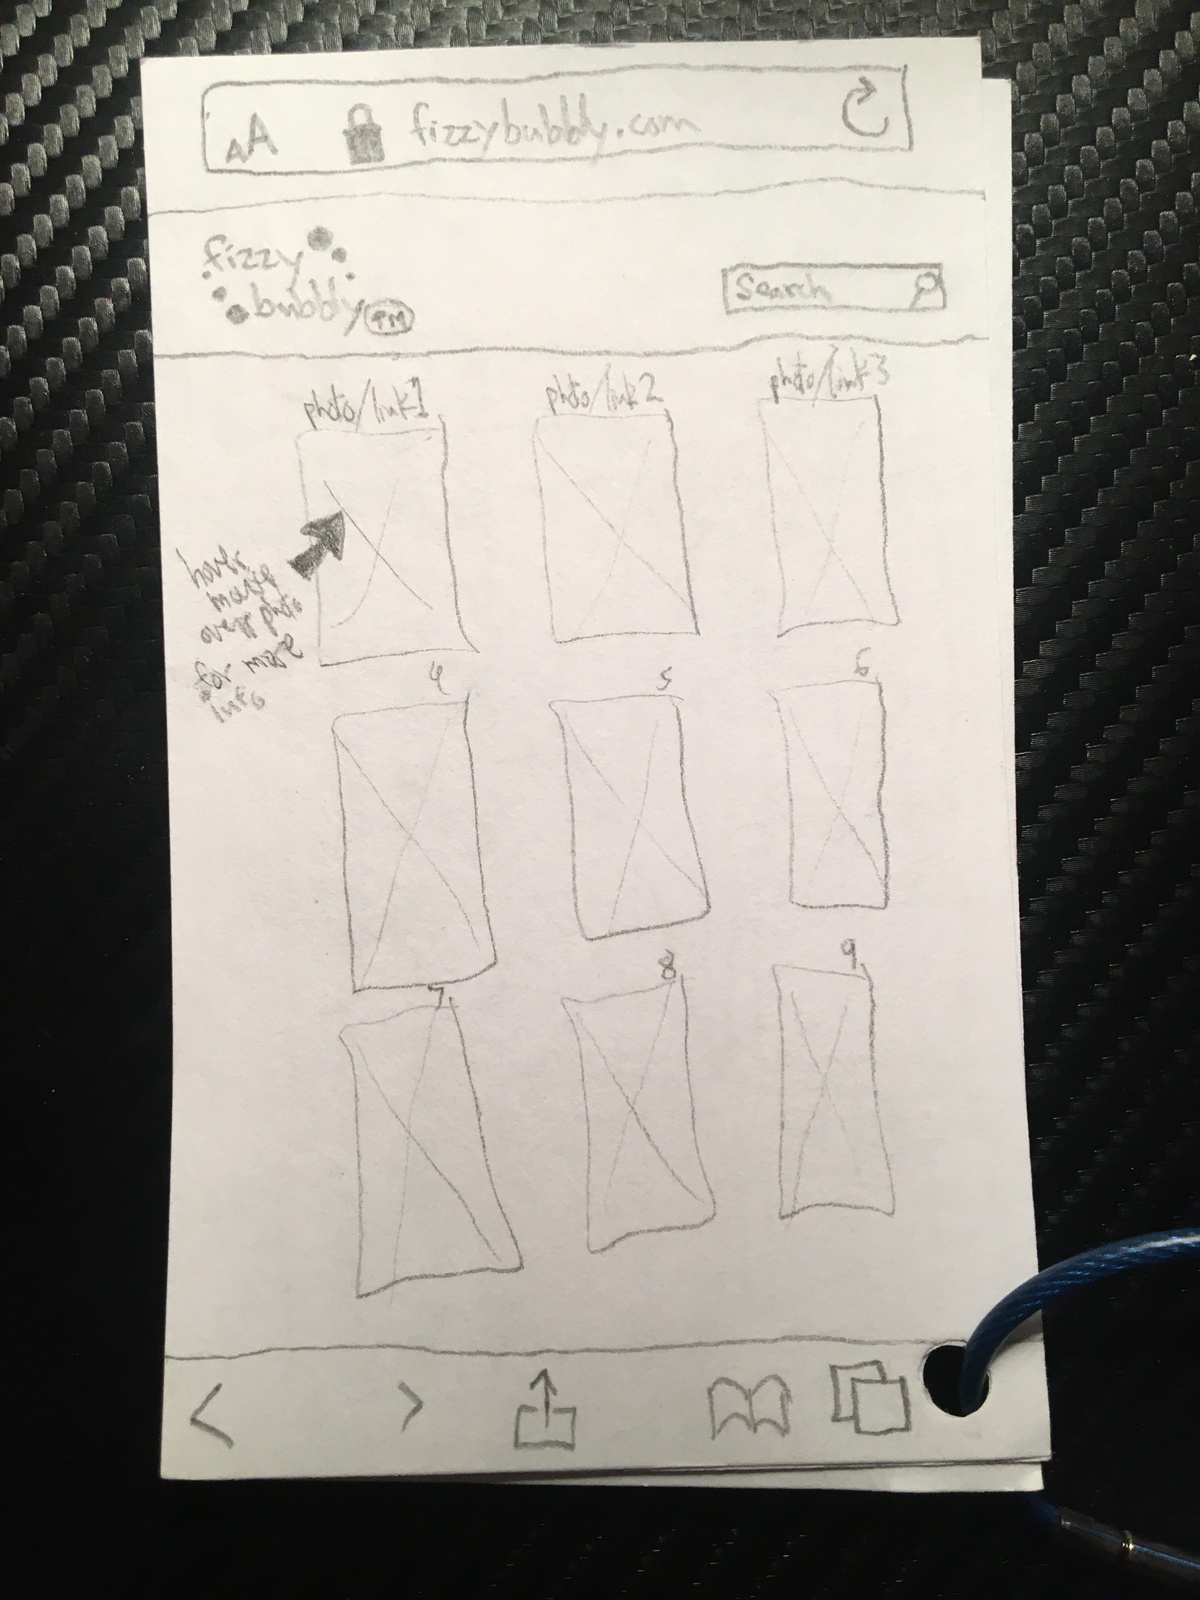 AA fizzybubbly.com
fizzy
bubbly TM
Search
photo/link1 photo/link2 photo/link3
hover
mouse
over photo
for more
info
4 5 6
7 8 9